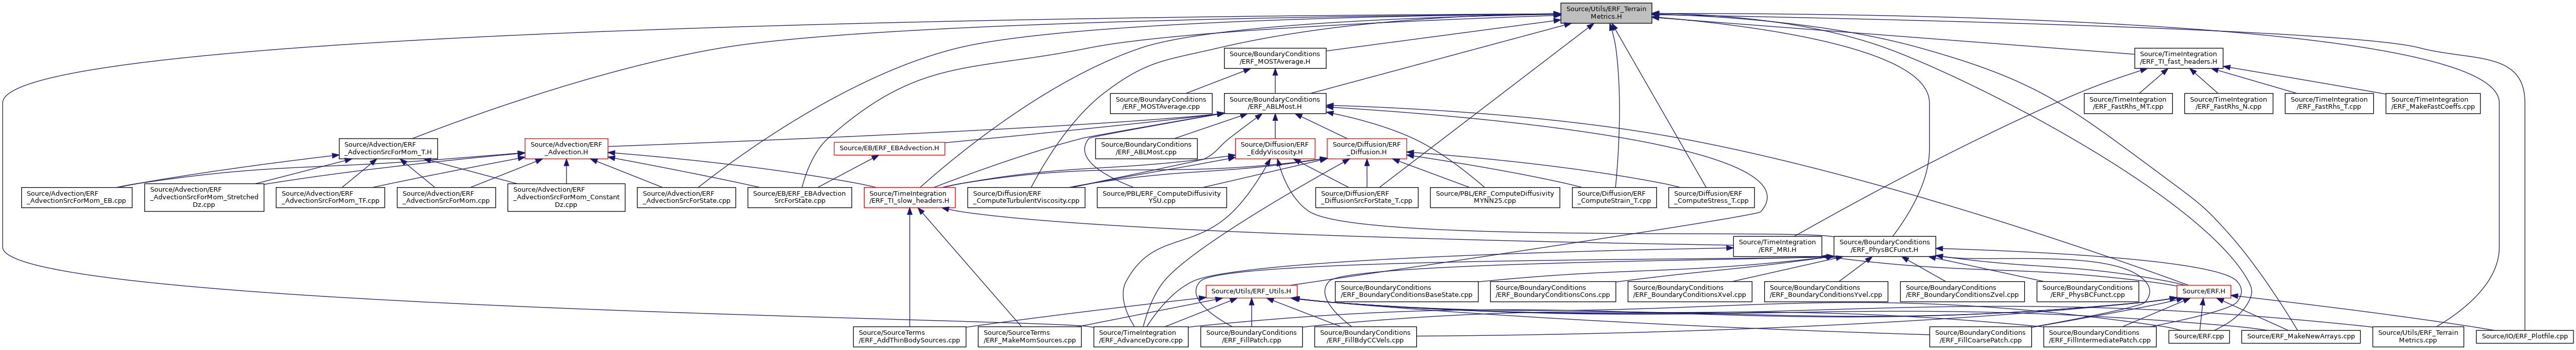 Source/Utils/ERF_Terrain
Metrics.H
Source/BoundaryConditions
/ERF_MOSTAverage.H
Source/TimeIntegration
/ERF_TI_fast_headers.H
Source/BoundaryConditions
/ERF_MOSTAverage.cpp
Source/BoundaryConditions
/ERF_ABLMost.H
Source/TimeIntegration
/ERF_FastRhs_MT.cpp
Source/TimeIntegration
/ERF_FastRhs_N.cpp
Source/TimeIntegration
/ERF_FastRhs_T.cpp
Source/TimeIntegration
/ERF_MakeFastCoeffs.cpp
Source/Advection/ERF
_AdvectionSrcForMom_T.H
Source/Advection/ERF
_Advection.H
Source/EB/ERF_EBAdvection.H
Source/BoundaryConditions
/ERF_ABLMost.cpp
Source/Diffusion/ERF
_EddyViscosity.H
Source/Diffusion/ERF
_Diffusion.H
Source/Advection/ERF
_AdvectionSrcForMom_EB.cpp
Source/Advection/ERF
_AdvectionSrcForMom_Stretched
Dz.cpp
Source/Advection/ERF
_AdvectionSrcForMom_TF.cpp
Source/Advection/ERF
_AdvectionSrcForMom.cpp
Source/Advection/ERF
_AdvectionSrcForMom_Constant
Dz.cpp
Source/Advection/ERF
_AdvectionSrcForState.cpp
Source/EB/ERF_EBAdvection
SrcForState.cpp
Source/TimeIntegration
/ERF_TI_slow_headers.H
Source/Diffusion/ERF
_ComputeTurbulentViscosity.cpp
Source/PBL/ERF_ComputeDiffusivity
YSU.cpp
Source/Diffusion/ERF
_DiffusionSrcForState_T.cpp
Source/PBL/ERF_ComputeDiffusivity
MYNN25.cpp
Source/Diffusion/ERF
_ComputeStrain_T.cpp
Source/Diffusion/ERF
_ComputeStress_T.cpp
Source/TimeIntegration
/ERF_MRI.H
Source/BoundaryConditions
/ERF_PhysBCFunct.H
Source/Utils/ERF_Utils.H
Source/BoundaryConditions
/ERF_BoundaryConditionsBaseState.cpp
Source/BoundaryConditions
/ERF_BoundaryConditionsCons.cpp
Source/BoundaryConditions
/ERF_BoundaryConditionsXvel.cpp
Source/BoundaryConditions
/ERF_BoundaryConditionsYvel.cpp
Source/BoundaryConditions
/ERF_BoundaryConditionsZvel.cpp
Source/BoundaryConditions
/ERF_PhysBCFunct.cpp
Source/ERF.H
Source/SourceTerms
/ERF_AddThinBodySources.cpp
Source/SourceTerms
/ERF_MakeMomSources.cpp
Source/TimeIntegration
/ERF_AdvanceDycore.cpp
Source/BoundaryConditions
/ERF_FillPatch.cpp
Source/BoundaryConditions
/ERF_FillBdyCCVels.cpp
Source/BoundaryConditions
/ERF_FillCoarsePatch.cpp
Source/BoundaryConditions
/ERF_FillIntermediatePatch.cpp
Source/ERF.cpp
Source/ERF_MakeNewArrays.cpp
Source/Utils/ERF_Terrain
Metrics.cpp
Source/IO/ERF_Plotfile.cpp